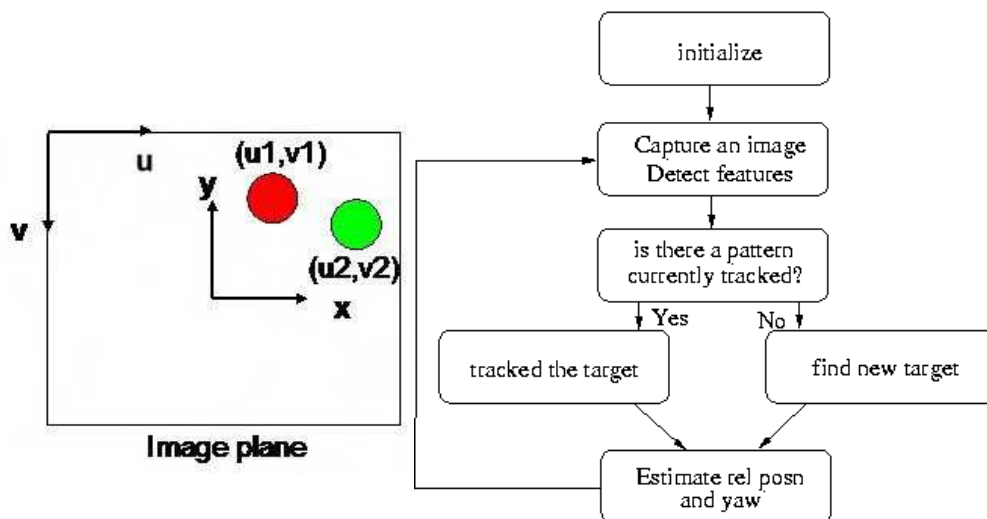 u
v
(u1,v1)
y
(u2,v2)
x
Image plane
initialize
Capture an image
Detect features
is there a pattern
currently tracked?
Yes
No
tracked the target
find new target
Estimate rel posn
and yaw